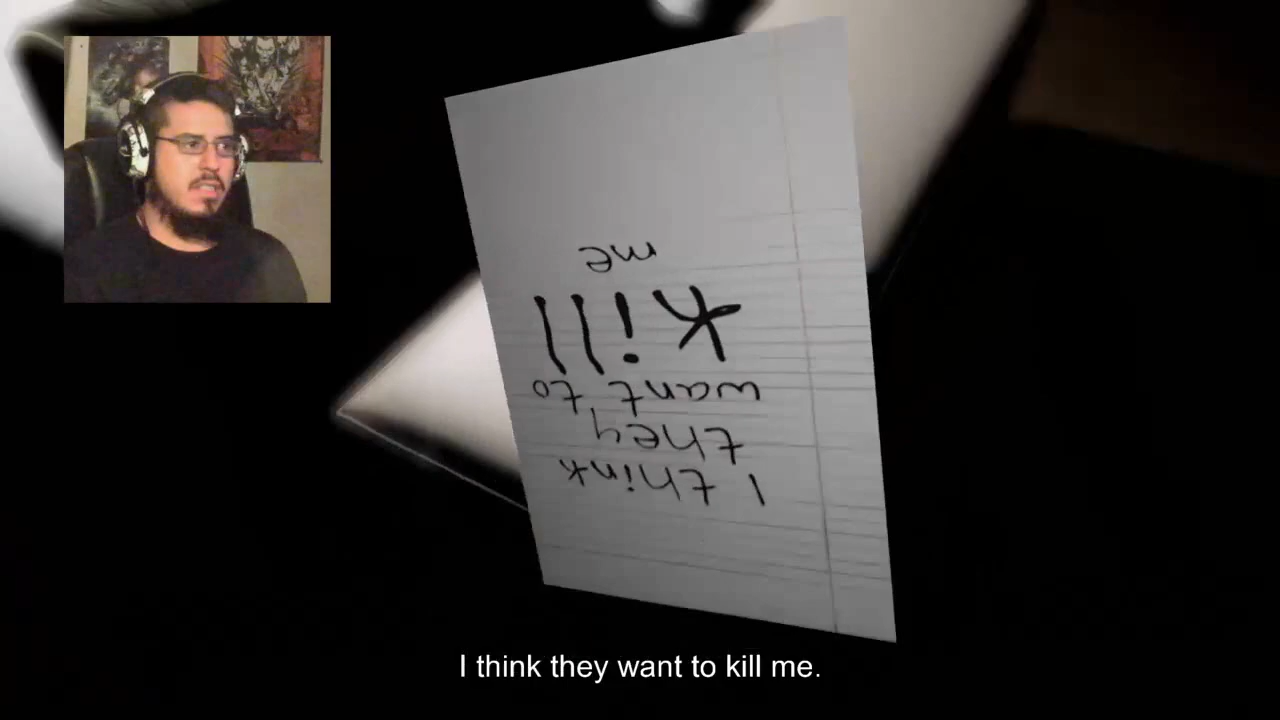 I think
they
want to
kill
me
I think they want to kill me.